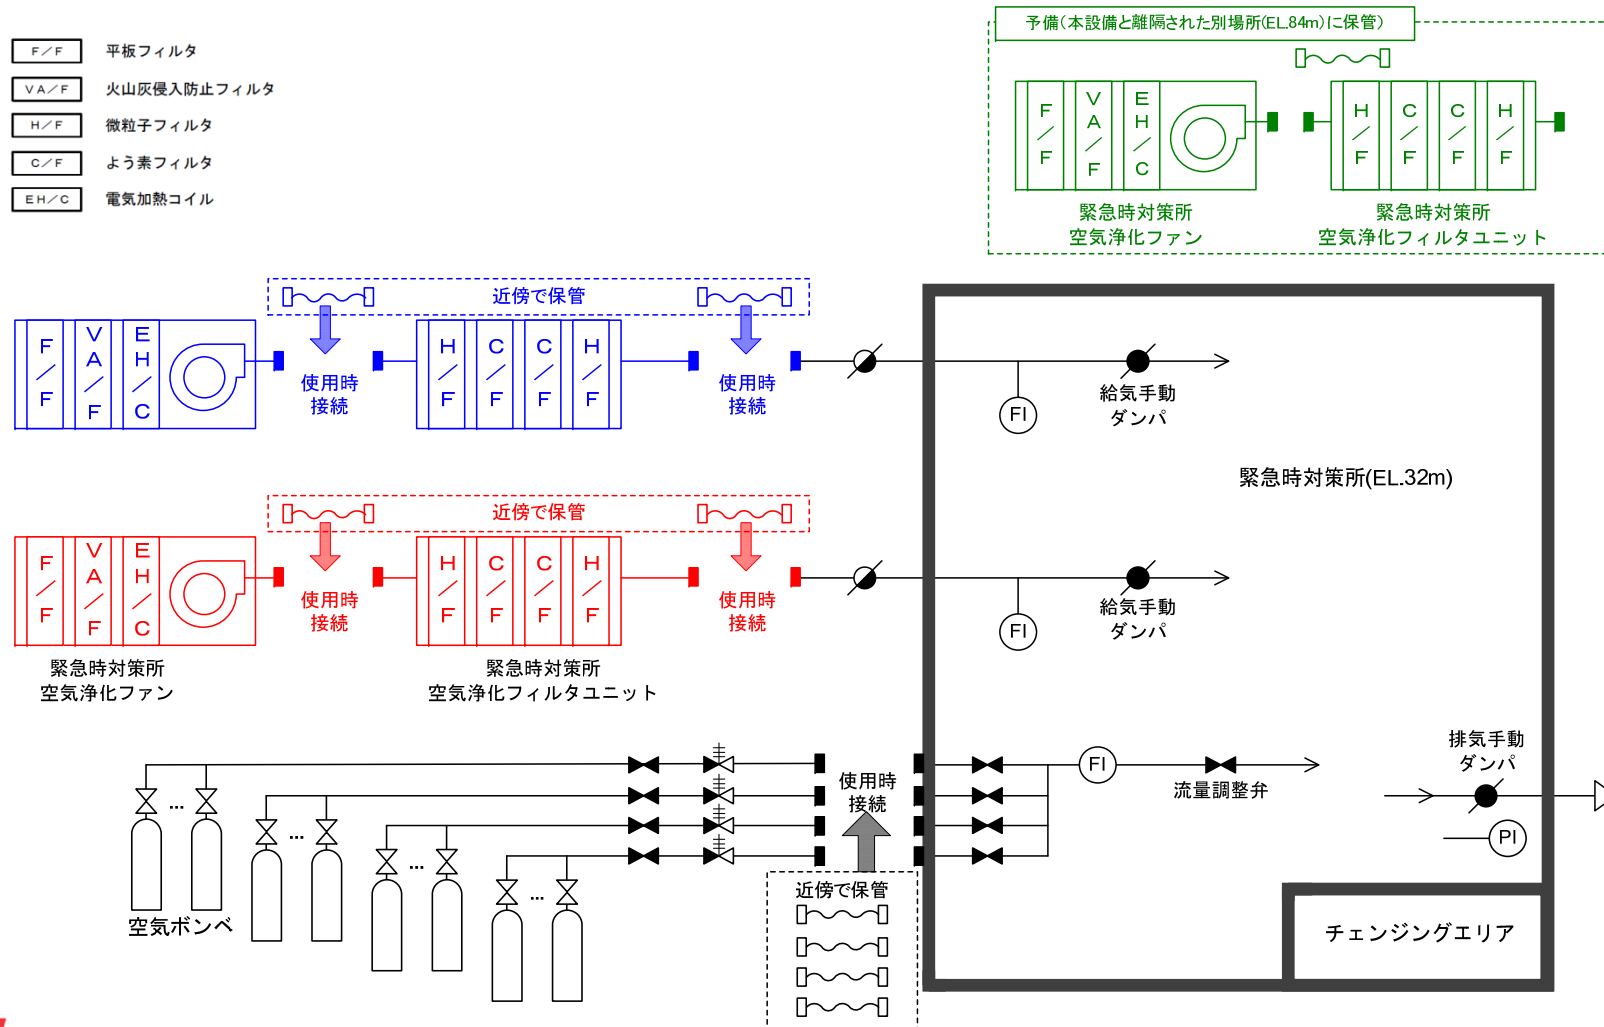 予備(本設備と離隔された別場所(EL.84m)に保管)
F/F 平板フィルタ
VA/F 火山灰侵入防止フィルタ
H/F 微粒子フィルタ
C/F よう素フィルタ
EH/C 電気加熱コイル
F/F VA/F EH/C
H/F C/F C/F H/F
緊急時対策所
空気浄化ファン
緊急時対策所
空気浄化フィルタユニット
近傍で保管
F/F VA/F EH/C
使用時
接続
H/F C/F C/F H/F
使用時
接続
FI
給気手動
ダンパ
緊急時対策所(EL.32m)
近傍で保管
F/F VA/F EH/C
使用時
接続
H/F C/F C/F H/F
使用時
接続
FI
給気手動
ダンパ
緊急時対策所
空気浄化ファン
緊急時対策所
空気浄化フィルタユニット
...
...
...
...
空気ボンベ
使用時
接続
近傍で保管
FI
流量調整弁
排気手動
ダンパ
PI
チェンジングエリア